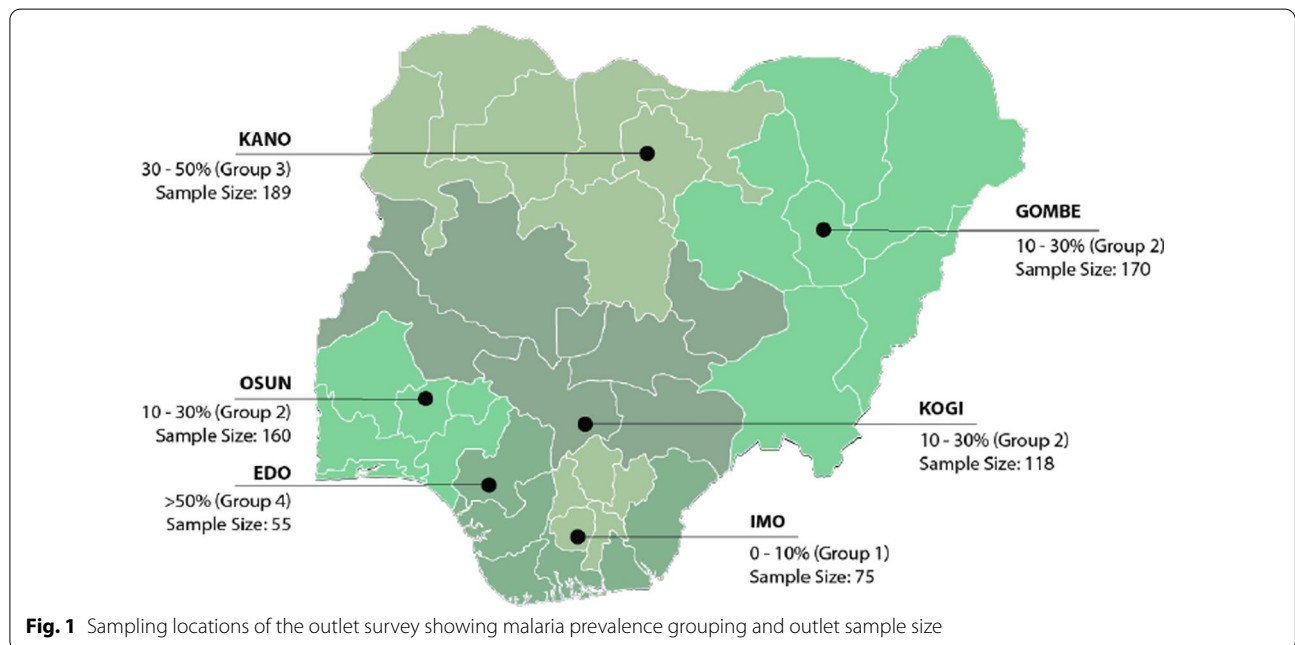 KANO
30 - 50% (Group 3)
Sample Size: 189
GOMBE
10 - 30% (Group 2)
Sample Size: 170
OSUN
10 - 30% (Group 2)
Sample Size: 160
KOGI
10 - 30% (Group 2)
Sample Size: 118
EDO
>50% (Group 4)
Sample Size: 55
IMO
0 - 10% (Group 1)
Sample Size: 75
Fig. 1 Sampling locations of the outlet survey showing malaria prevalence grouping and outlet sample size